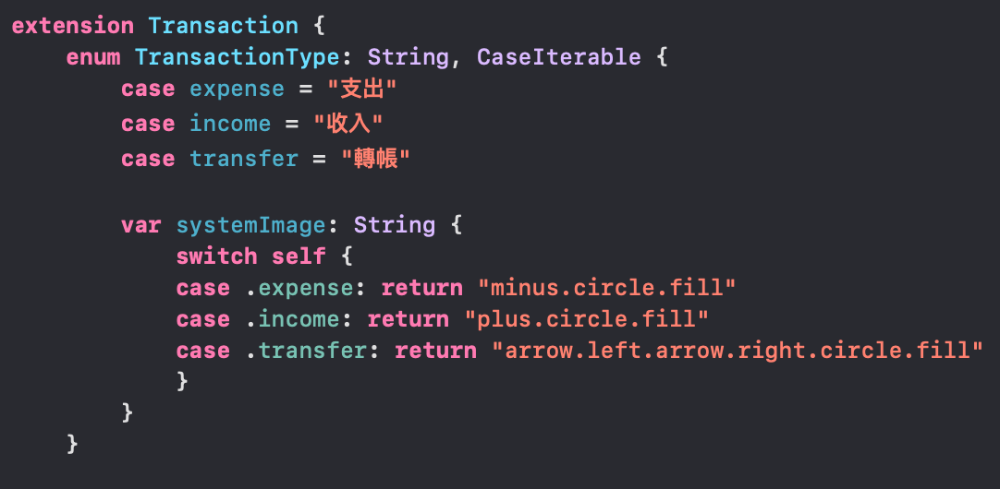 extension Transaction {
    enum TransactionType: String, CaseIterable {
        case expense = "支出"
        case income = "收入"
        case transfer = "轉帳"

        var systemImage: String {
            switch self {
            case .expense: return "minus.circle.fill"
            case .income: return "plus.circle.fill"
            case .transfer: return "arrow.left.arrow.right.circle.fill"
            }
        }
    }